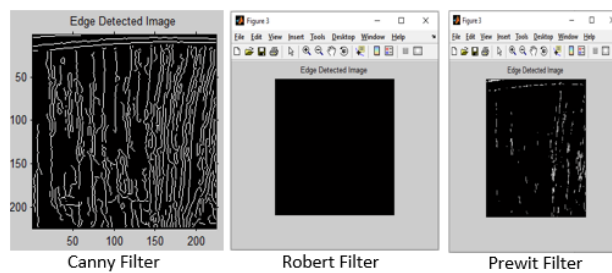 Edge Detected Image
50
100
150
200
50 100 150 200
Canny Filter
Figure 3
File Edit View Insert Tools Desktop Window Help
Edge Detected Image
Robert Filter
Figure 3
File Edit View Insert Tools Desktop Window Help
Edge Detected Image
Prewit Filter